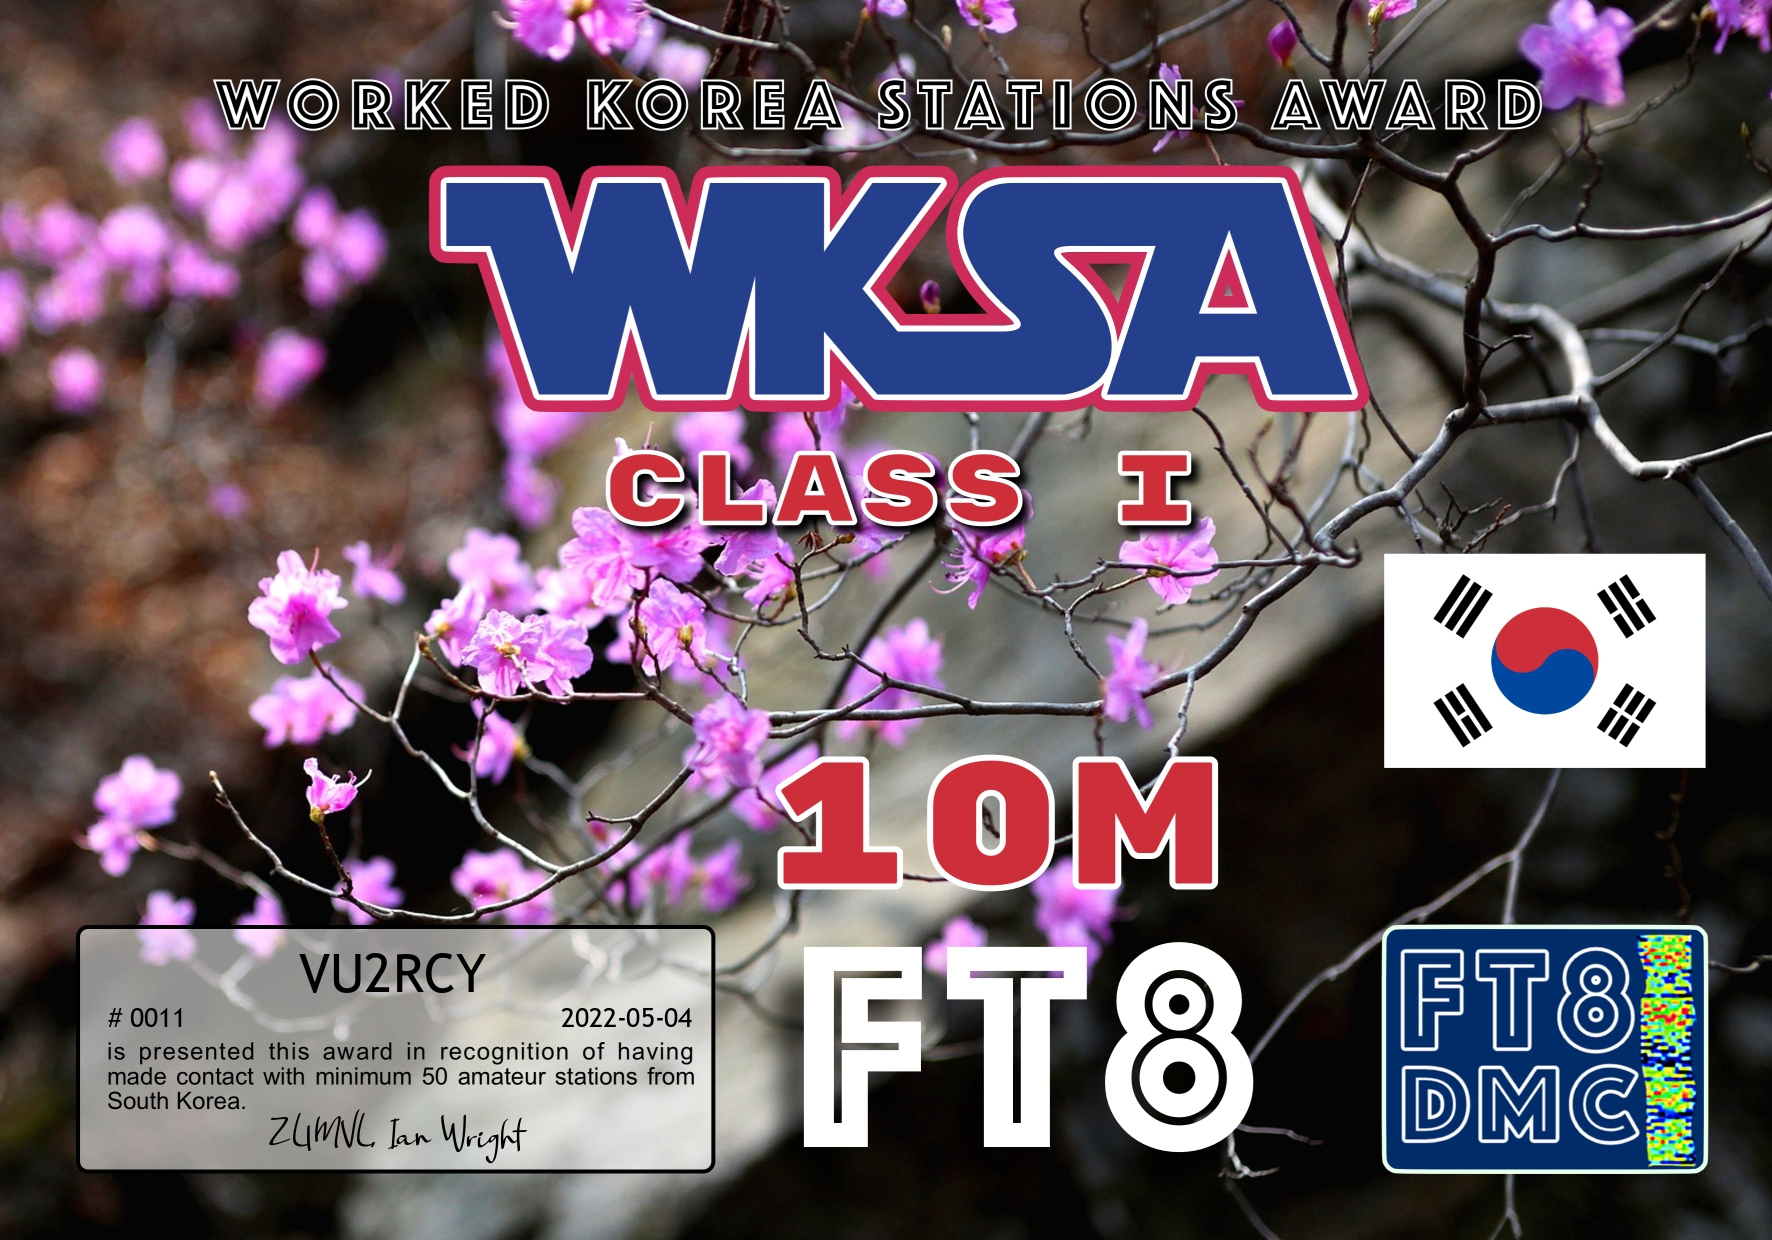 WORKED KOREA STATIONS AWARD
WKSA
CLASS I
10M
FT8
VU2RCY
# 0011 2022-05-04
is presented this award in recognition of having
made contact with minimum 50 amateur stations from
South Korea.
ZL1MVL, Ian Wright
FT8
DMC